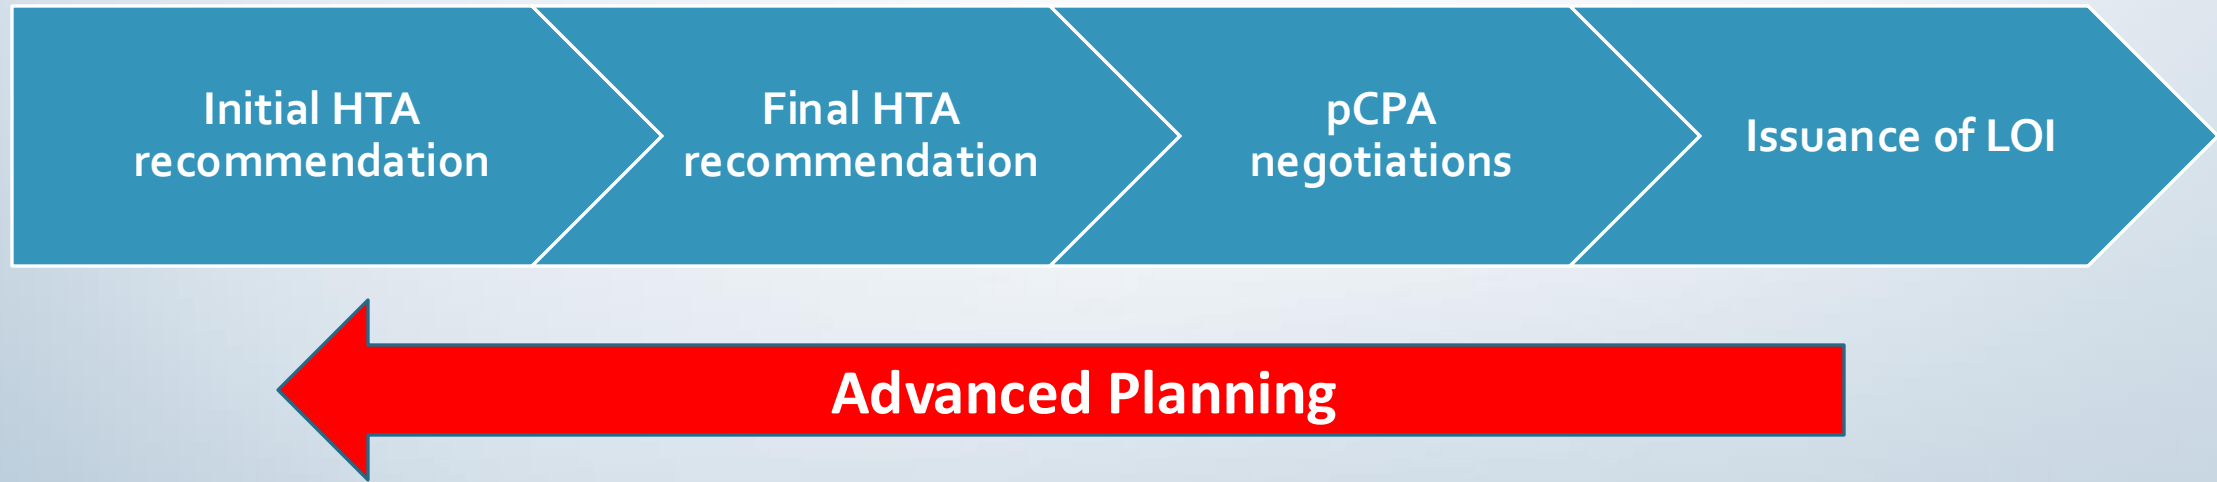 Initial HTA
recommendation
Final HTA
recommendation
pCPA
negotiations
Issuance of LOI
Advanced Planning